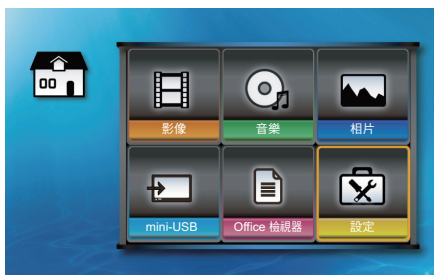 影像
音樂
相片
mini-USB
Office 檢視器
設定